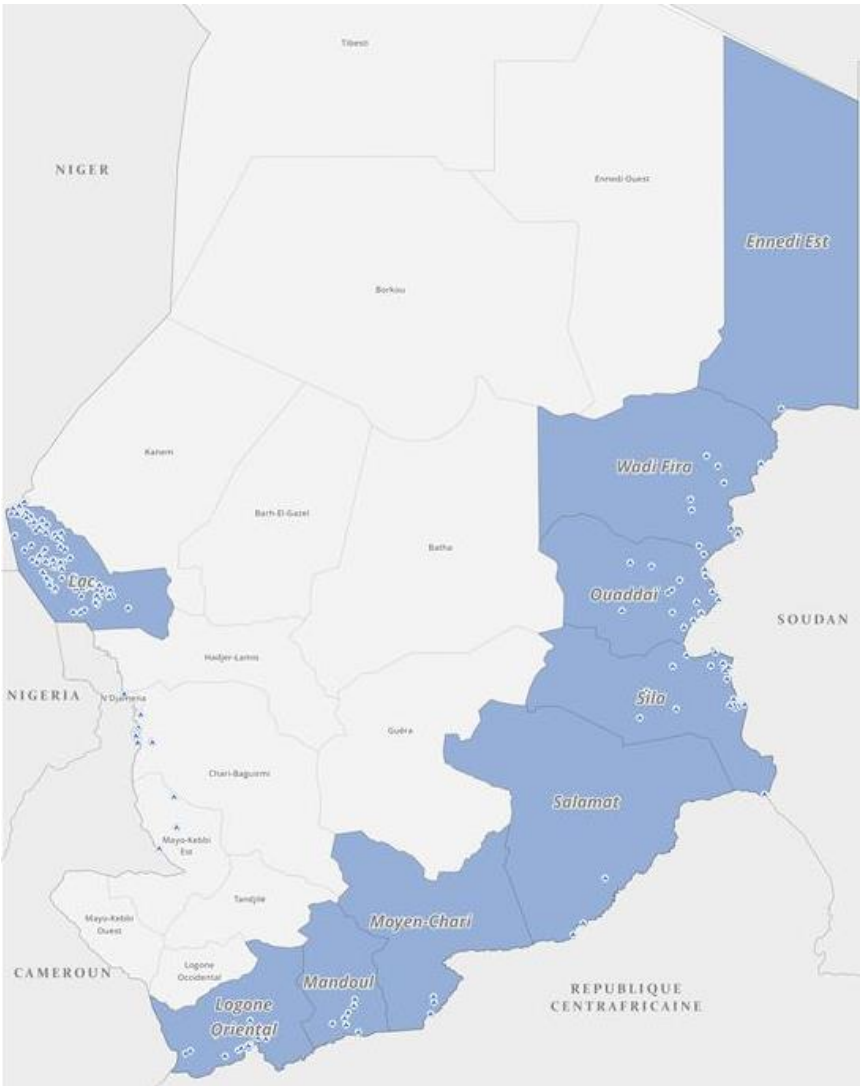 Tibesti
NIGER
Ennedi-Ouest
Ennedi Est
Borkou
Kanem
Wadi Fira
Barh-El-Gazel
Batha
Lac
Ouaddaï
SOUDAN
Hadjer-Lamis
NIGERIA
N'Djamena
Sila
Guéra
Chari-Baguirmi
Salamat
Mayo-Kebbi
Est
Tandjilé
Mayo-Kebbi
Ouest
Moyen-Chari
Logone
Occidental
CAMEROUN
Mandoul
REPUBLIQUE
CENTRAFRICAINE
Logone
Oriental